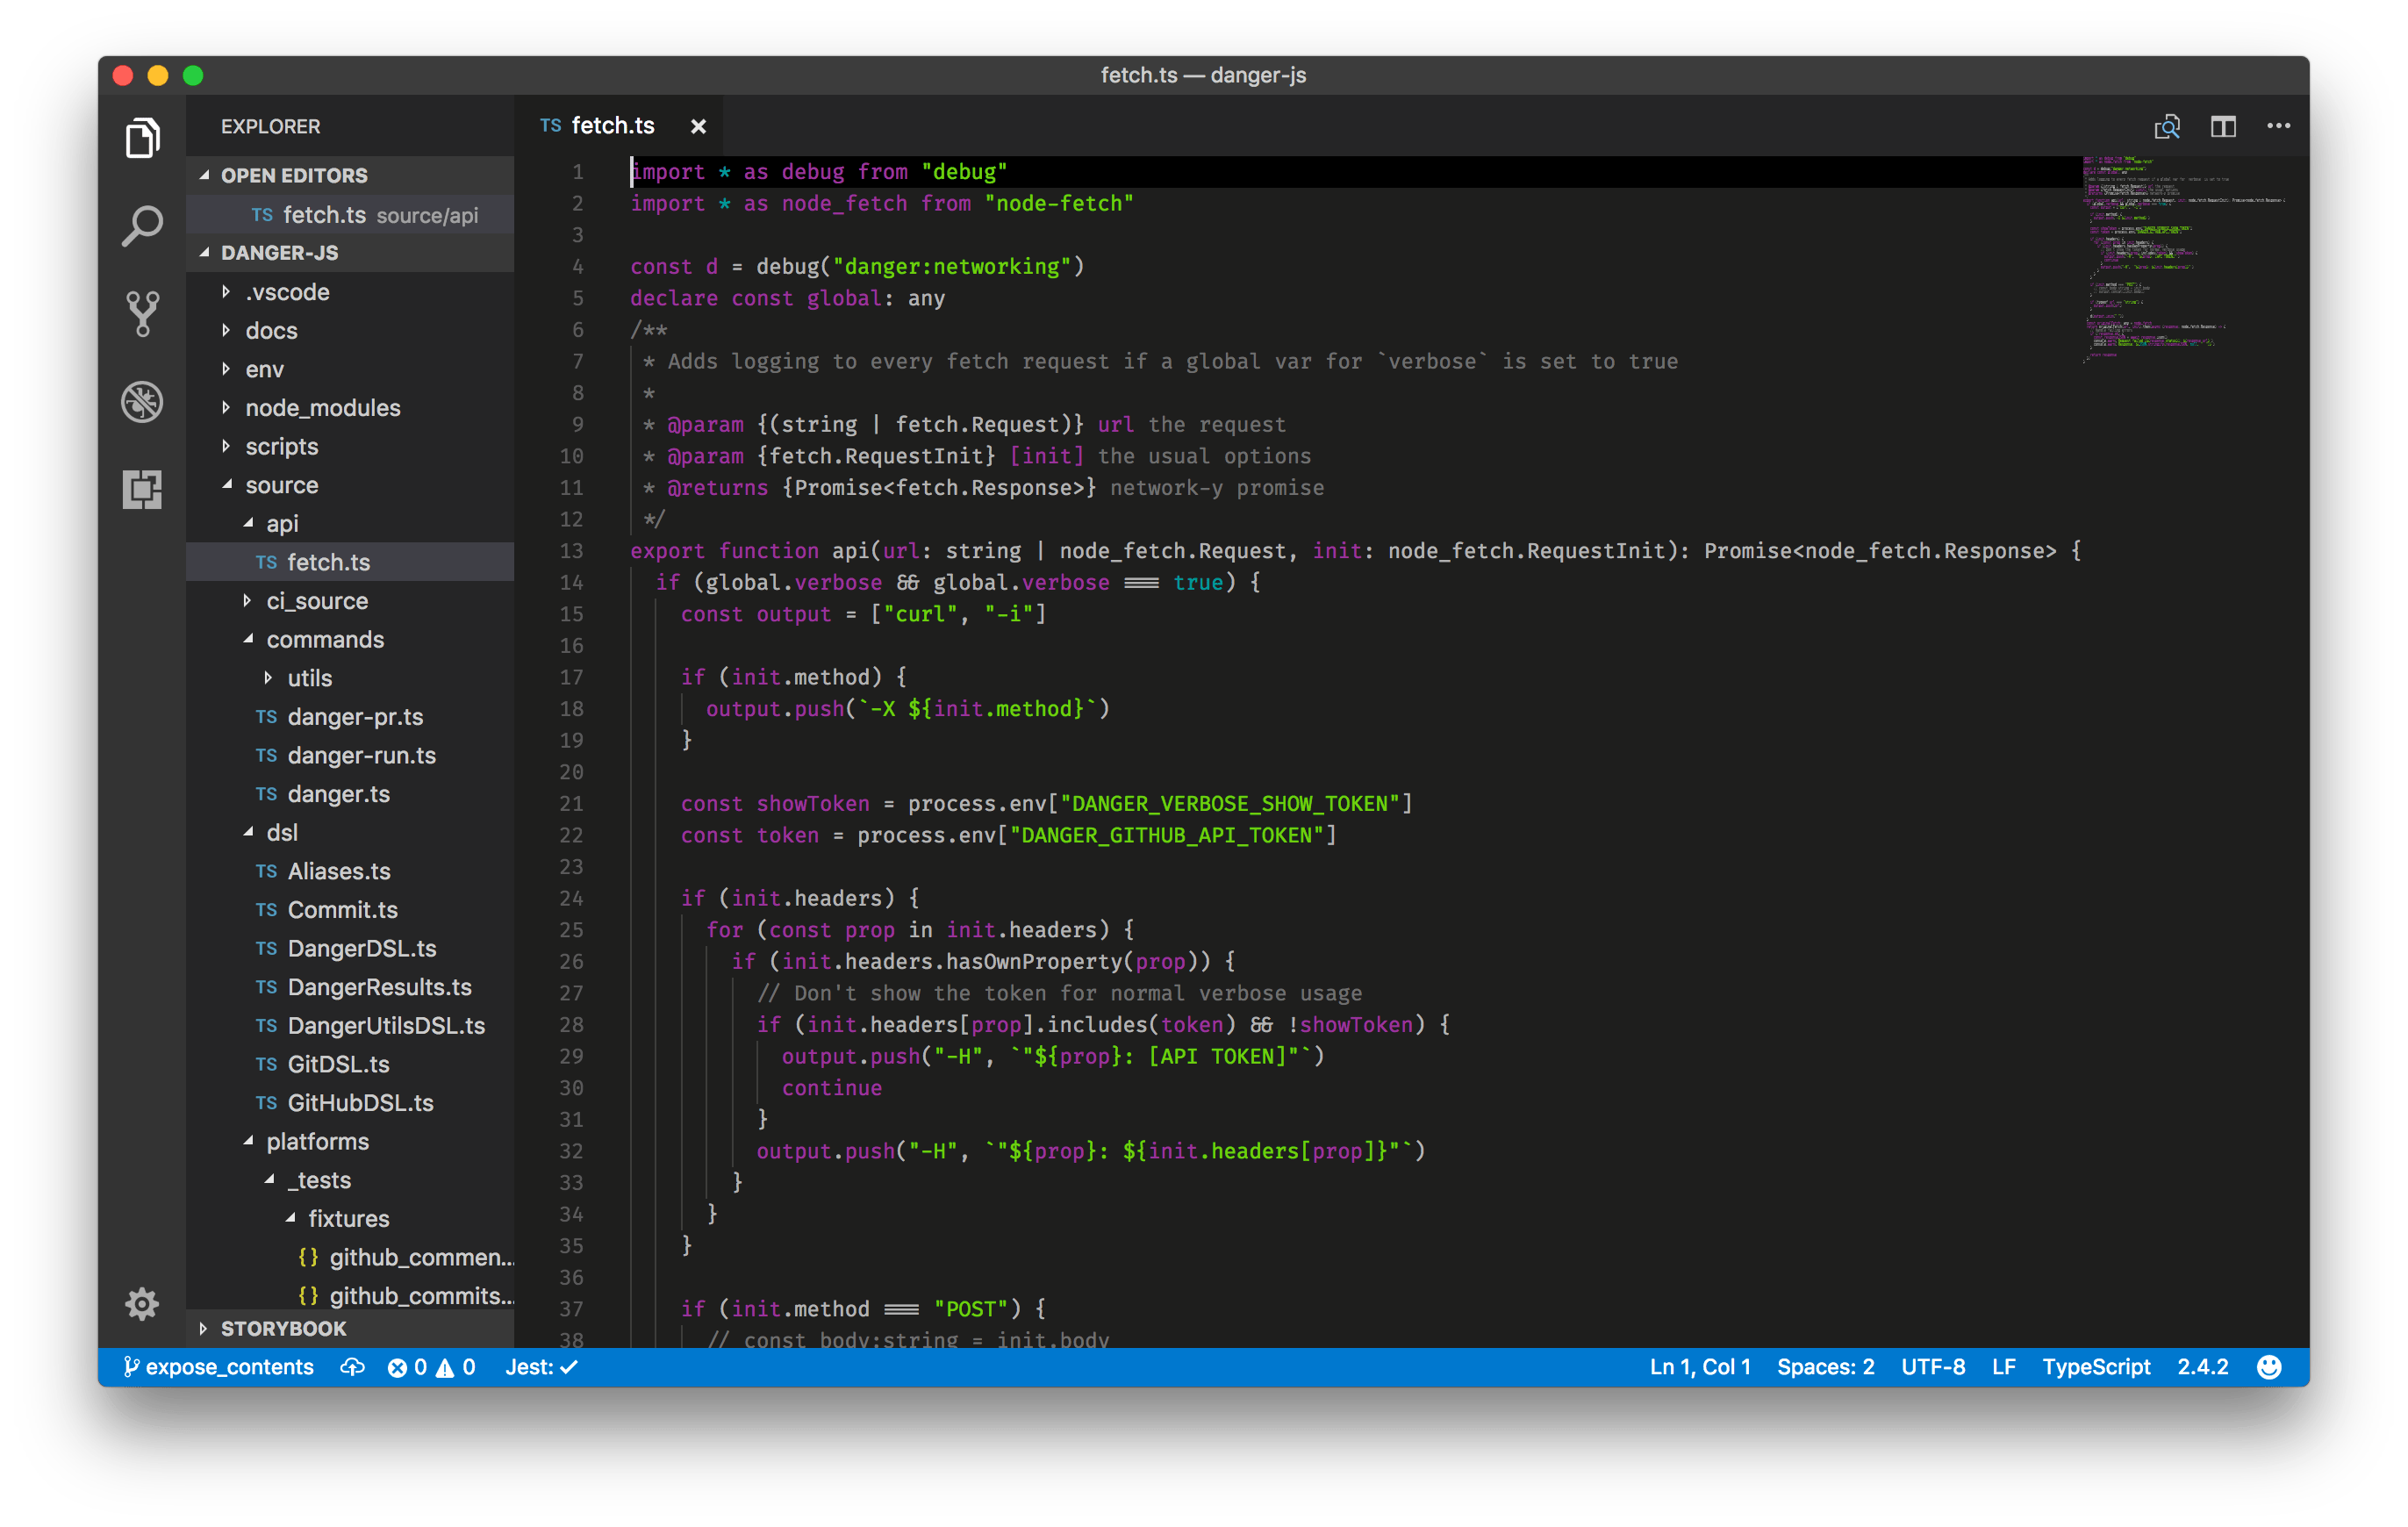 fetch.ts — danger-js
EXPLORER
OPEN EDITORS
TS fetch.ts source/api
DANGER-JS
.vscode
docs
env
node_modules
scripts
source
api
TS fetch.ts
ci_source
commands
utils
TS danger-pr.ts
TS danger-run.ts
TS danger.ts
dsl
TS Aliases.ts
TS Commit.ts
TS DangerDSL.ts
TS DangerResults.ts
TS DangerUtilsDSL.ts
TS GitDSL.ts
TS GitHubDSL.ts
platforms
_tests
fixtures
{} github_commen...
{} github_commits...
STORYBOOK
TS fetch.ts ×
1 import * as debug from "debug"
2 import * as node_fetch from "node-fetch"
3
4 const d = debug("danger:networking")
5 declare const global: any
6 /**
7 * Adds logging to every fetch request if a global var for `verbose` is set to true
8 *
9 * @param {(string | fetch.Request)} url the request
10 * @param {fetch.RequestInit} [init] the usual options
11 * @returns {Promise<fetch.Response>} network-y promise
12 */
13 export function api(url: string | node_fetch.Request, init: node_fetch.RequestInit): Promise<node_fetch.Response> {
14 if (global.verbose && global.verbose === true) {
15 const output = ["curl", "-i"]
16
17 if (init.method) {
18 output.push(`-X ${init.method}`)
19 }
20
21 const showToken = process.env["DANGER_VERBOSE_SHOW_TOKEN"]
22 const token = process.env["DANGER_GITHUB_API_TOKEN"]
23
24 if (init.headers) {
25 for (const prop in init.headers) {
26 if (init.headers.hasOwnProperty(prop)) {
27 // Don't show the token for normal verbose usage
28 if (init.headers[prop].includes(token) && !showToken) {
29 output.push("-H", `"${prop}: [API TOKEN]"`)
30 continue
31 }
32 output.push("-H", `"${prop}: ${init.headers[prop]}"`)
33 }
34 }
35 }
36
37 if (init.method === "POST") {
38 // const body:string = init.body
expose_contents 0 0 Jest: ✓
Ln 1, Col 1 Spaces: 2 UTF-8 LF TypeScript 2.4.2